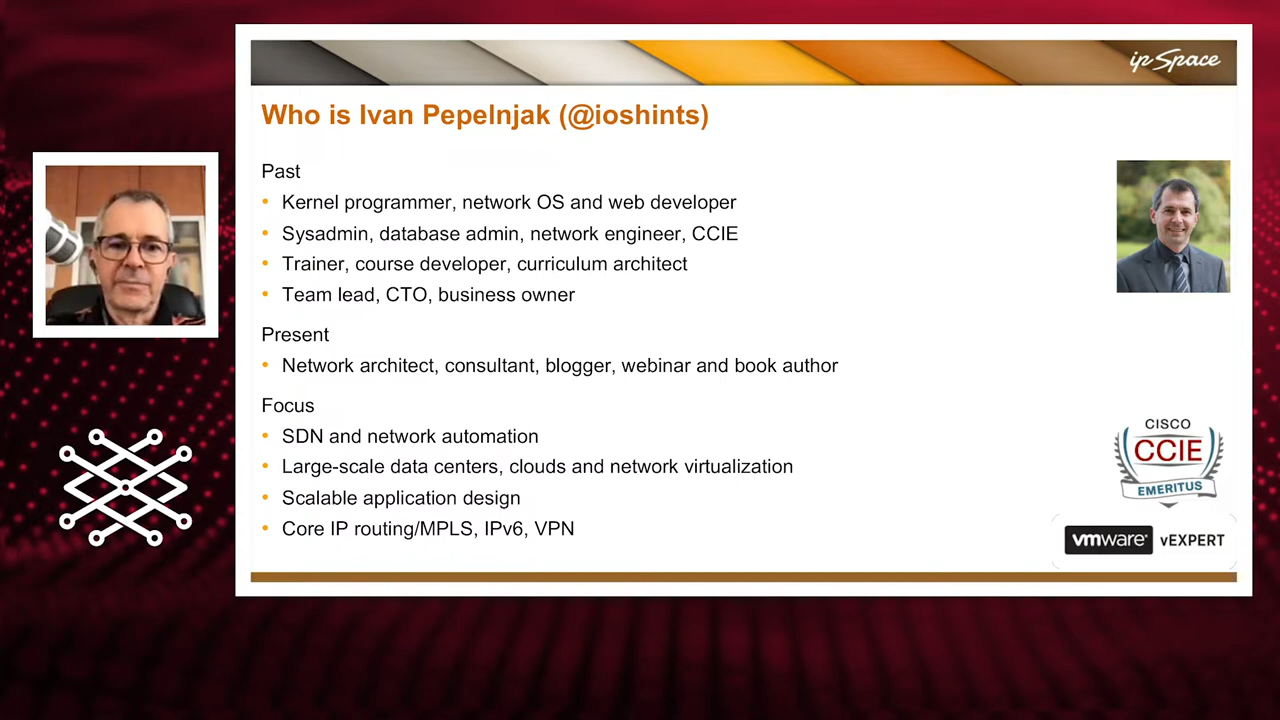 ip Space
Who is Ivan Pepelnjak (@ioshints)
Past
• Kernel programmer, network OS and web developer
• Sysadmin, database admin, network engineer, CCIE
• Trainer, course developer, curriculum architect
• Team lead, CTO, business owner
Present
• Network architect, consultant, blogger, webinar and book author
Focus
• SDN and network automation
• Large-scale data centers, clouds and network virtualization
• Scalable application design
• Core IP routing/MPLS, IPv6, VPN
CISCO
CCIE
EMERITUS
vmware® vEXPERT